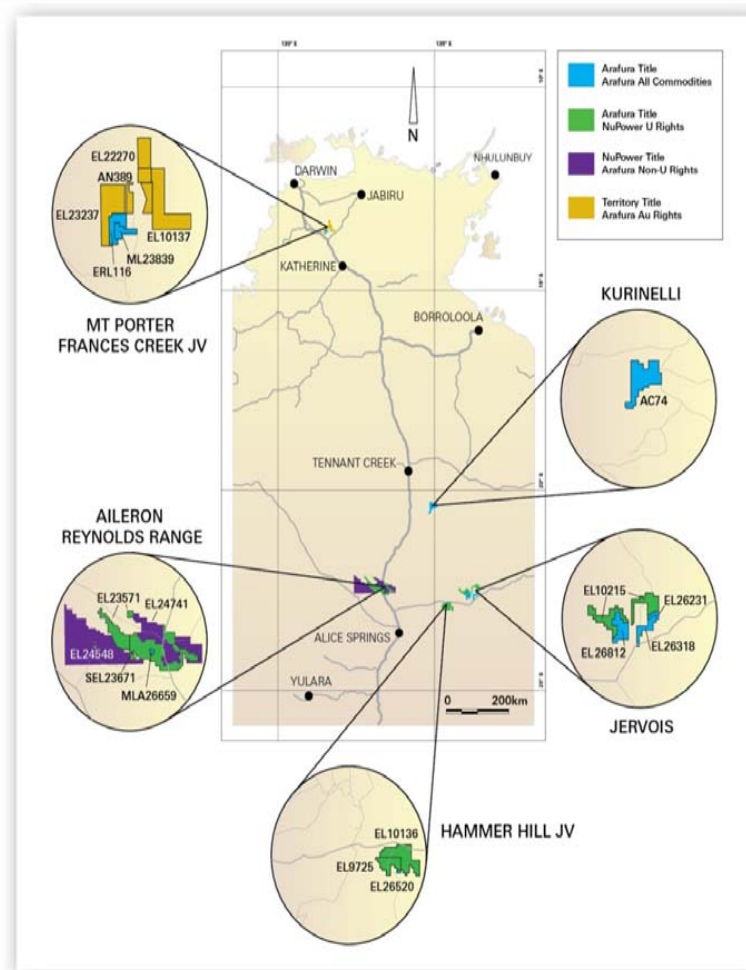 130° E
135° E
10° S
Arafura Title
Arafura All Commodities
Arafura Title
NuPower U Rights
NuPower Title
Arafura Non-U Rights
Territory Title
Arafura Au Rights
N
EL22270
AN389
EL23237
EL10137
ML23839
ERL116
MT PORTER
FRANCES CREEK JV
DARWIN
JABIRU
NHULUNBUY
KATHERINE
BORROLOOLA
TENNANT CREEK
ALICE SPRINGS
YULARA
0 200km
KURINELLI
AC74
AILERON
REYNOLDS RANGE
EL23571
EL24741
EL24548
SEL23671
MLA26659
EL10215
EL26231
EL26812
EL26318
JERVOIS
HAMMER HILL JV
EL10136
EL9725
EL26520